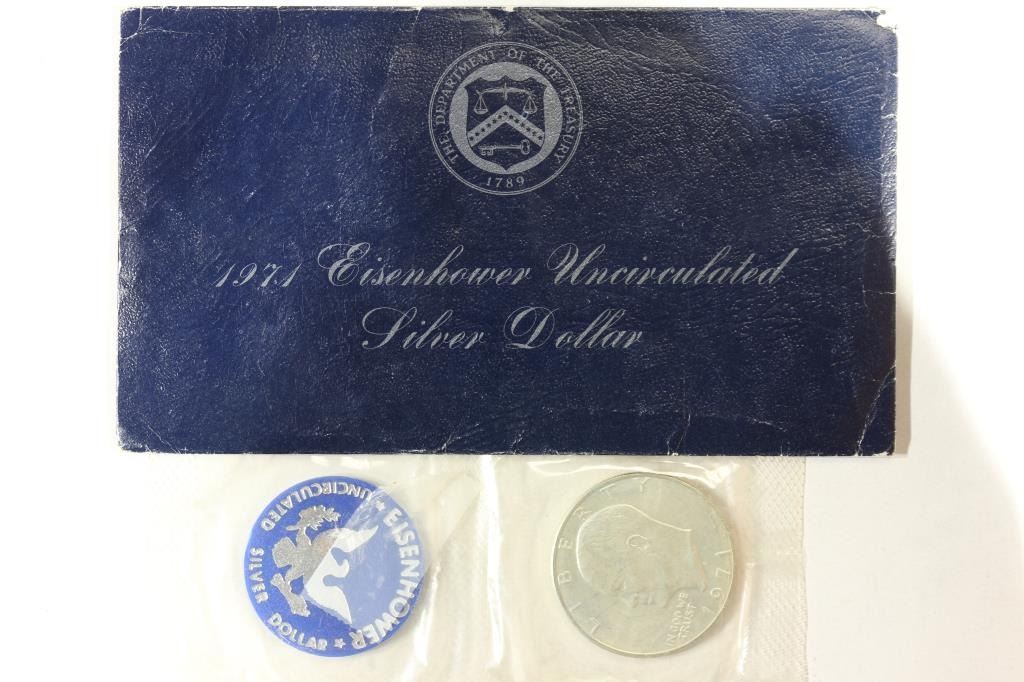 THE DEPARTMENT OF THE TREASURY
1789
1971 Eisenhower Uncirculated
Silver Dollar
EISENHOWER
★ UNCIRCULATED SILVER DOLLAR ★
LIBERTY
IN GOD WE
TRUST
1971